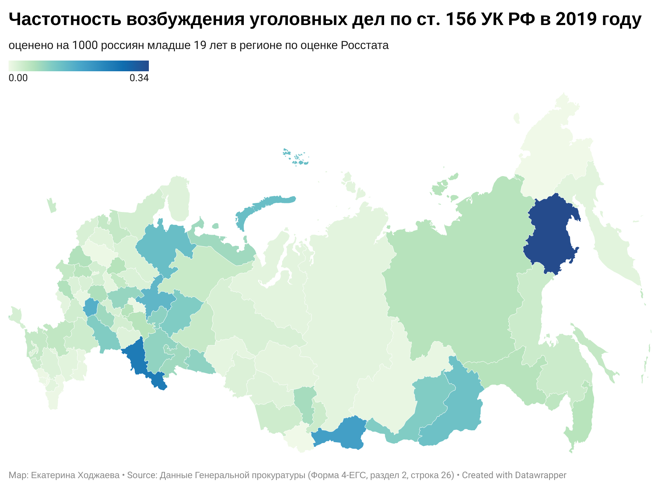 Частотность возбуждения уголовных дел по ст. 156 УК РФ в 2019 году
оценено на 1000 россиян младше 19 лет в регионе по оценке Росстата
0.00 0.34
Map: Екатерина Ходжаева • Source: Данные Генеральной прокуратуры (Форма 4-ЕГС, раздел 2, строка 26) • Created with Datawrapper